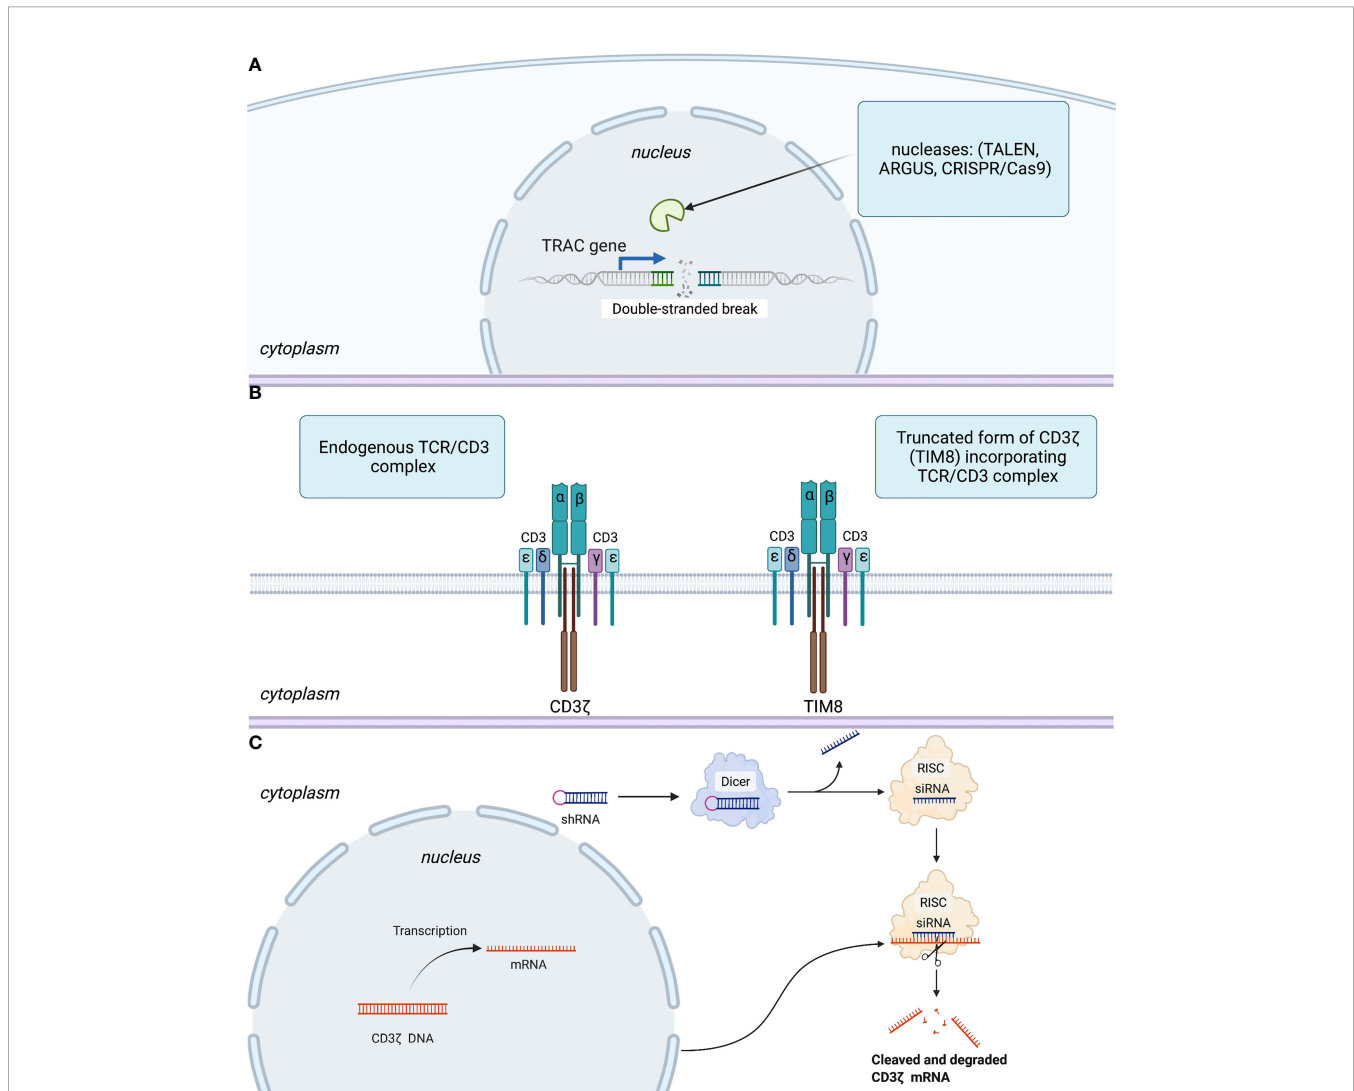 A
nucleus
nucleases: (TALEN,
ARGUS, CRISPR/Cas9)
TRAC gene
Double-stranded break
cytoplasm
B
Endogenous TCR/CD3
complex
Truncated form of CD3ζ
(TIM8) incorporating
TCR/CD3 complex
α β
CD3 CD3
ε δ γ ε
α β
CD3 CD3
ε δ γ ε
cytoplasm
CD3ζ
TIM8
C
cytoplasm
shRNA
Dicer
RISC
siRNA
nucleus
Transcription
mRNA
CD3ζ DNA
RISC
siRNA
Cleaved and degraded
CD3ζ mRNA